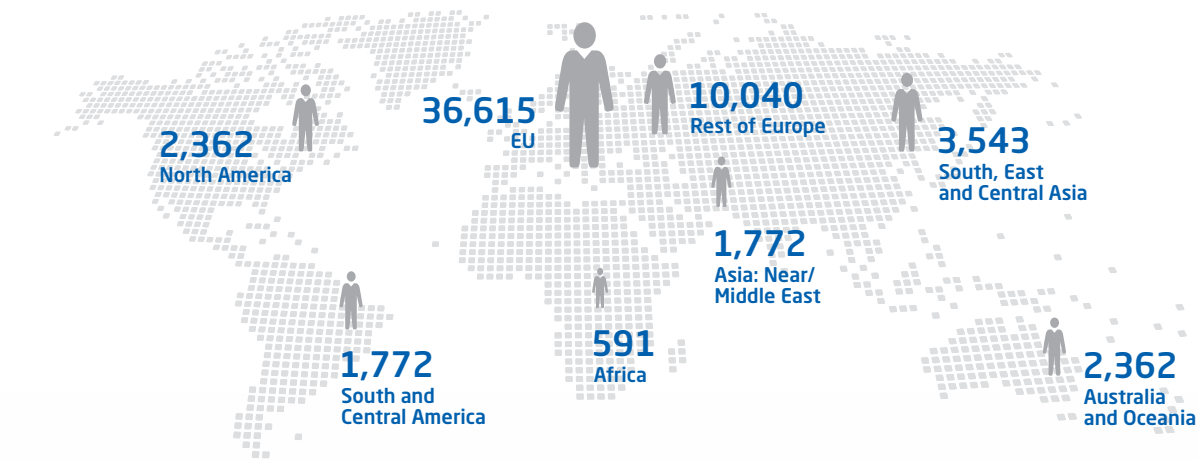 36,615
EU
10,040
Rest of Europe
2,362
North America
3,543
South, East
and Central Asia
1,772
Asia: Near/
Middle East
591
Africa
1,772
South and
Central America
2,362
Australia
and Oceania